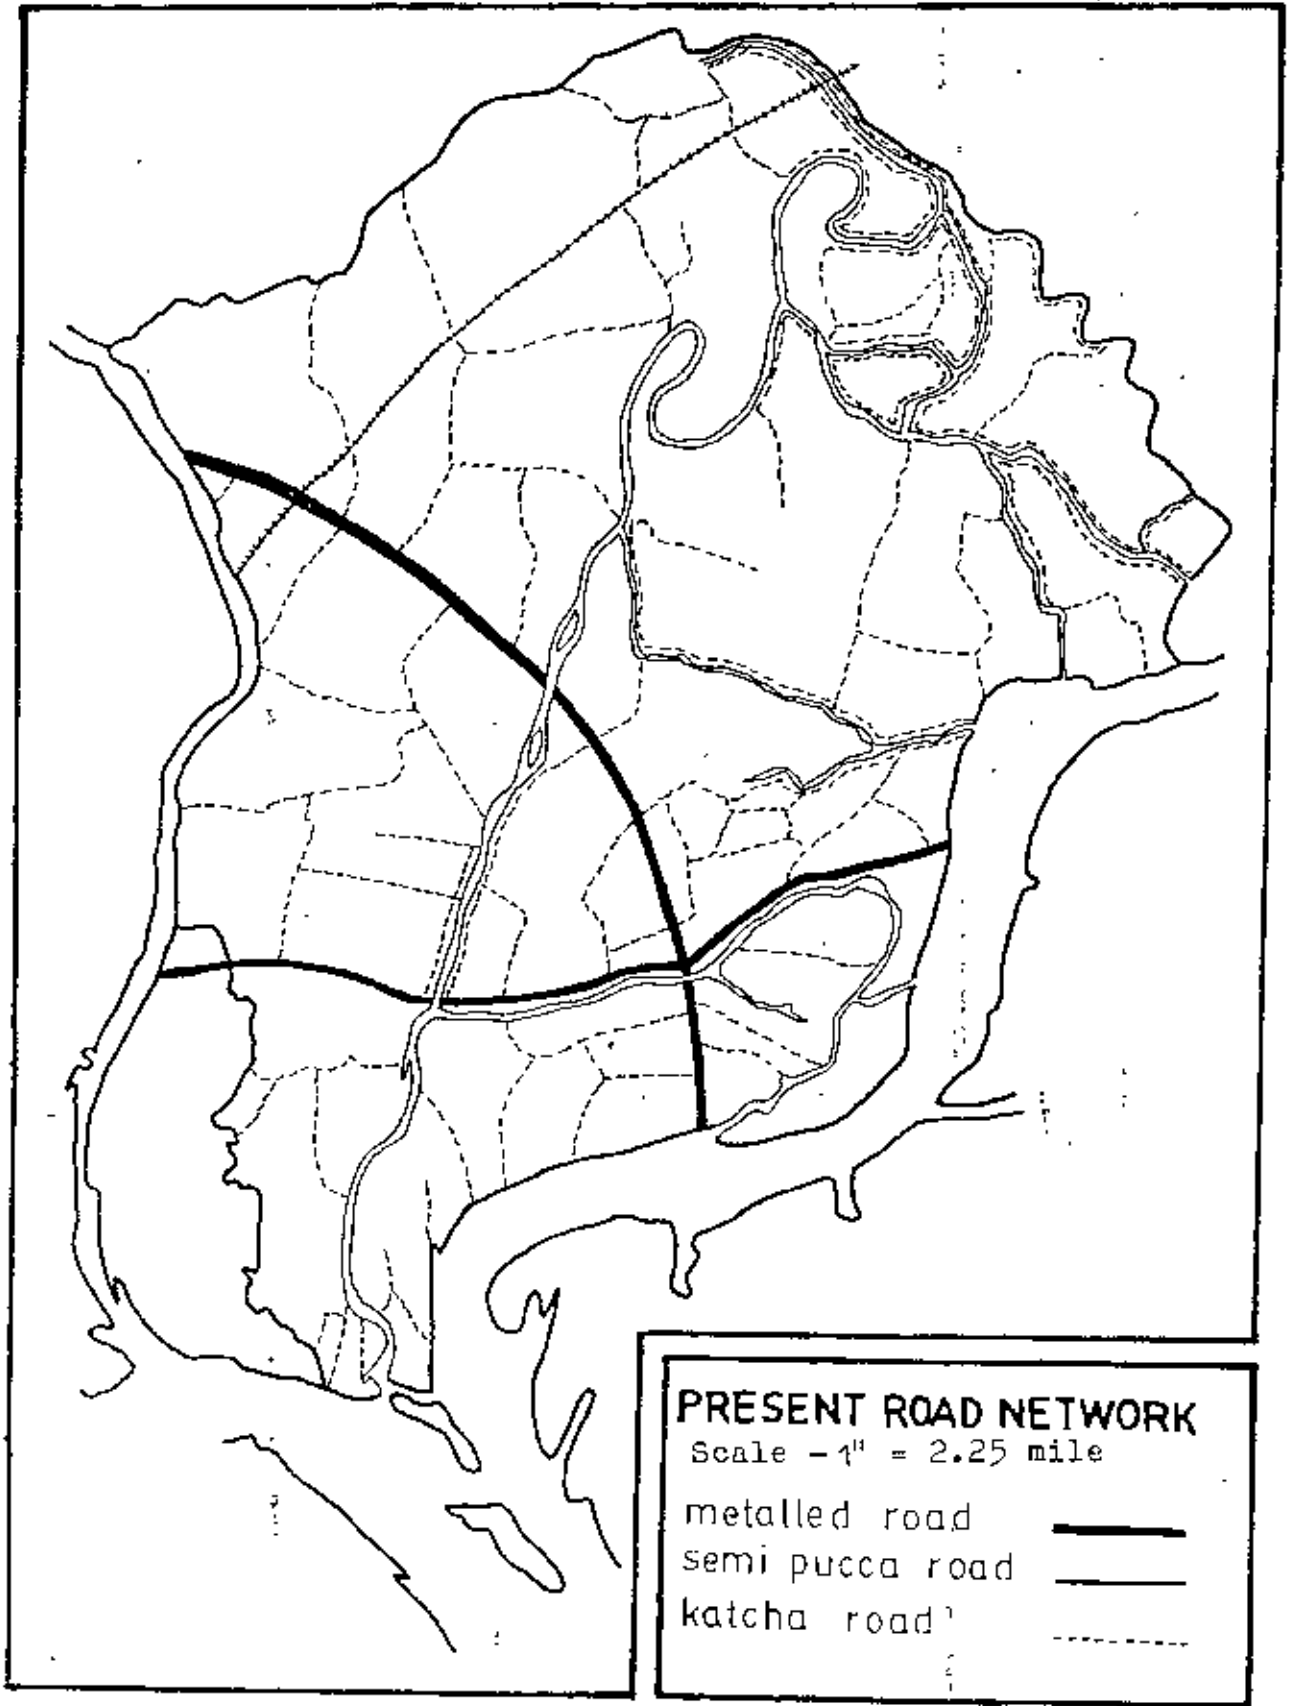 PRESENT ROAD NETWORK
Scale - 1" = 2.25 mile
metalled road
semi pucca road
katcha road